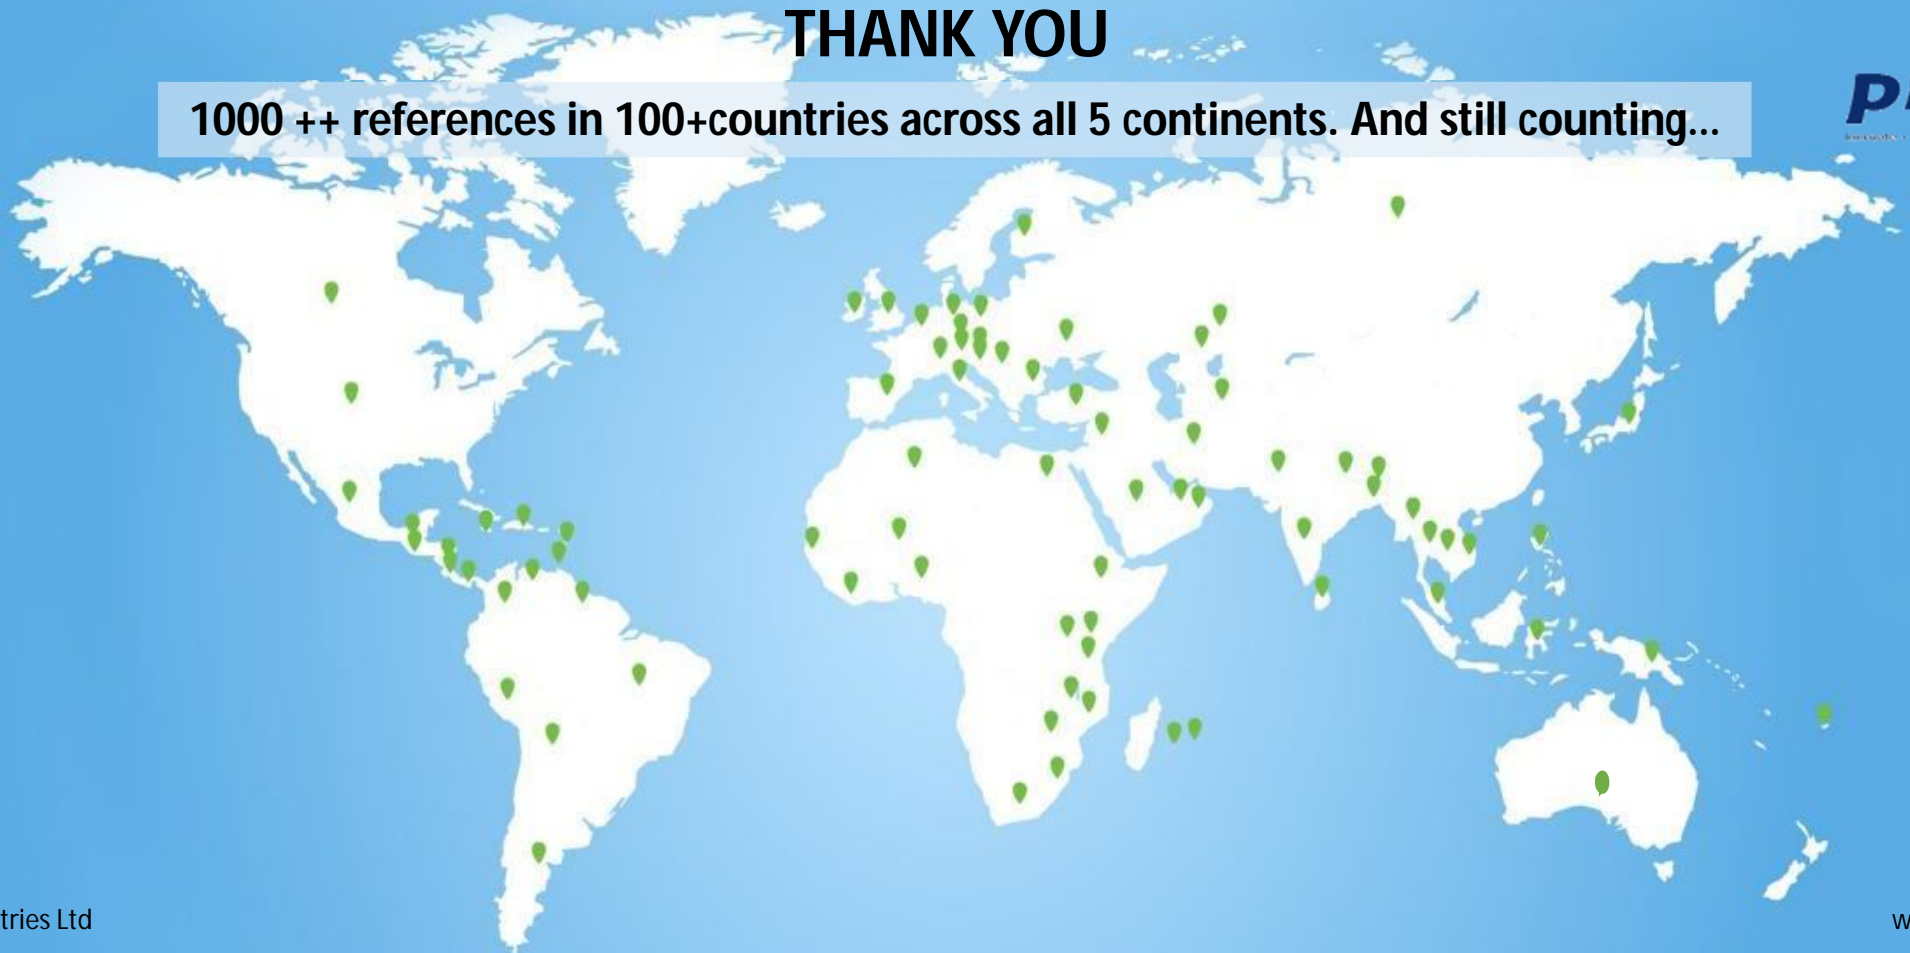 THANK YOU
1000 ++ references in 100+countries across all 5 continents. And still counting...
P
tries Ltd
w